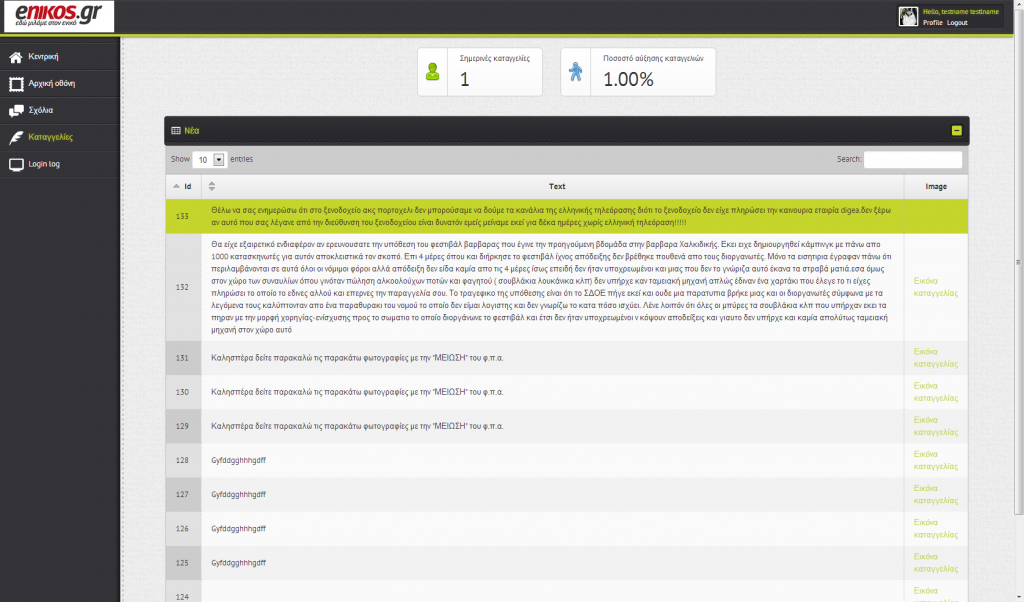 enikos.gr
εδώ μιλάμε στον ενικό
Hello, testname testlname
Profile Logout
Κεντρική
Αρχική οθόνη
Σχόλια
Καταγγελίες
Login log
Σημερινές καταγγελίες
1
Ποσοστό αύξησης καταγγελιών
1.00%
Νέα
Show 10 entries
Search:
Id Text Image
133
Θέλω να σας ενημερώσω ότι στο ξενοδοχείο ακς πορτοχελι δεν μπορούσαμε να δούμε τα κανάλια της ελληνικής τηλεόρασης διότι το ξενοδοχείο δεν είχε πληρώσει την καινουρια εταιρία digea.δεν ξέρω
αν αυτό που σας λέγανε από την διεύθυνση του ξενοδοχείου είναι δυνατόν εμείς μείναμε εκεί για δέκα ημέρες χωρίς ελληνική τηλεόραση!!!!!
132
Θα είχε εξαιρετικό ενδιαφέρον αν ερευνουσατε την υπόθεση του φεστιβάλ βαρβαρας που έγινε την προηγούμενη βδομάδα στην βαρβαρα Χαλκιδικής. Εκει ειχε δημιουργηθεί κάμπινγκ με πάνω απο
1000 κατασκηνωτές για αυτόν αποκλειστικά τον σκοπό. Επι 4 μέρες όπου και διήρκησε το φεστιβάλ ίχνος απόδειξης δεν βρέθηκε πουθενά απο τους διοργανωτές. Μόνο τα εισητηρια έγραφαν πάνω ότι
περιλαμβάνονται σε αυτά όλοι οι νόμιμοι φόροι αλλά απόδειξη δεν είδα καμία απο τις 4 μέρες ίσως επειδή δεν ήταν υποχρεωμένοι και μιας που δεν το γνώριζα αυτό έκανα τα στραβά ματιά.εσα όμως
στον χώρο των συναυλίων όπου γινόταν πώληση αλκοολούχων ποτών και φαγητού ( σουβλάκια λουκάνικα κλπ) δεν υπήρχε καν ταμειακή μηχανή απλώς έδιναν ένα χαρτάκι που έλεγε το τι είχες
πληρώσει το οποίο το εδινες αλλού και επερνες την παραγγελία σου. Το τραγεφικο της υπόθεσης είναι ότι το ΣΔΟΕ πήγε εκεί και ουδε μια παρατυπια βρήκε μιας και οι διοργανωτές σύμφωνα με τα
λεγόμενα τους καλύπτονταν απο ένα παραθυρακι του νομού το οποίο δεν είμαι λογιστης και δεν γνωρίζω το κατα πόσο ισχύει. Λένε λοιπόν ότι όλες οι μπύρες τα σουβλάκια κλπ που υπήρχαν εκει τα
πηραν με την μορφή χορηγίας-ενίσχυσης προς το σωματιο το οποίο διοργάνωνε το φεστιβάλ και έτσι δεν ήταν υποχρεωμένοι ν κόψουν αποδείξεις και γιαυτο δεν υπήρχε και καμία απολύτως ταμειακή
μηχανή στον χώρο αυτό
Εικόνα
καταγγελίας
131 Καλησπέρα δείτε παρακαλώ τις παρακάτω φωτογραφίες με την "ΜΕΙΩΣΗ" του φ.π.α.
Εικόνα
καταγγελίας
130 Καλησπέρα δείτε παρακαλώ τις παρακάτω φωτογραφίες με την "ΜΕΙΩΣΗ" του φ.π.α.
Εικόνα
καταγγελίας
129 Καλησπέρα δείτε παρακαλώ τις παρακάτω φωτογραφίες με την "ΜΕΙΩΣΗ" του φ.π.α.
Εικόνα
καταγγελίας
128 Gyfddgghhhgdff
Εικόνα
καταγγελίας
127 Gyfddgghhhgdff
Εικόνα
καταγγελίας
126 Gyfddgghhhgdff
Εικόνα
καταγγελίας
125 Gyfddgghhhgdff
Εικόνα
καταγγελίας
124
Εικόνα
καταγγελίας